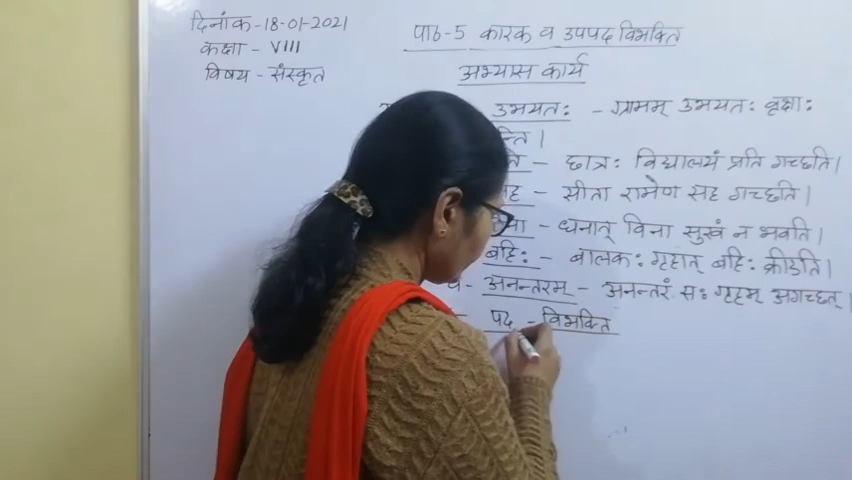 दिनांक-18-01-2021
कक्षा - VIII
विषय - संस्कृत
पाठ-5 कारक व उपपद विभक्ति
अभ्यास कार्य
उभयतः - ग्रामम् उभयतः वृक्षाः
न्ति।
ति - छात्रः विद्यालयं प्रति गच्छति।
ह - सीता रामेण सह गच्छति।
ना - धनात् विना सुखं न भवति।
बहिः - बालकः गृहात् बहिः क्रीडति।
अनन्तरम् - अनन्तरं सः गृहम् अगच्छत्।
पद - विभक्ति